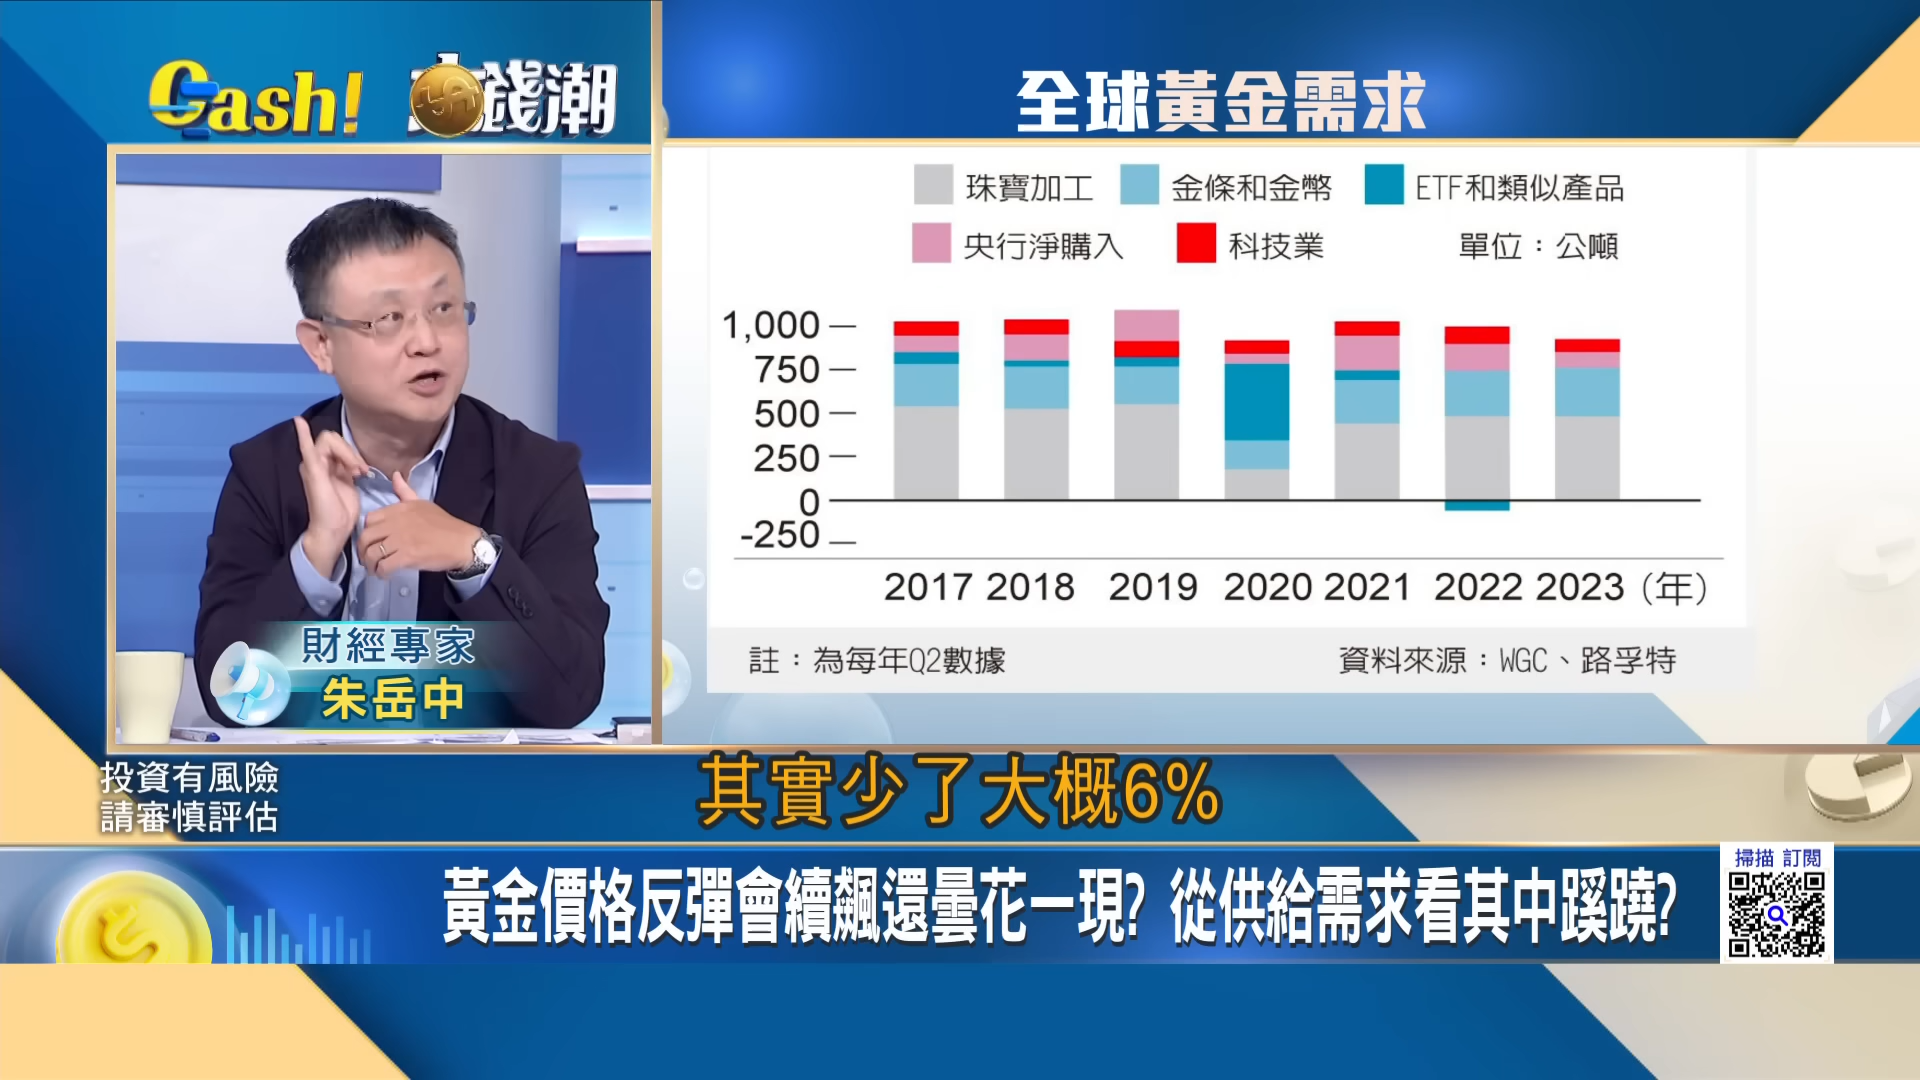 Cash!
錢潮
全球黃金需求
珠寶加工
金條和金幣
ETF和類似產品
央行淨購入
科技業
單位：公噸
1,000
750
500
250
0
-250
2017 2018 2019 2020 2021 2022 2023（年）
註：為每年Q2數據
資料來源：WGC、路孚特
財經專家
朱岳中
投資有風險
請審慎評估
其實少了大概6%
掃描 訂閱
黃金價格反彈會續飆還曇花一現? 從供給需求看其中蹊蹺?